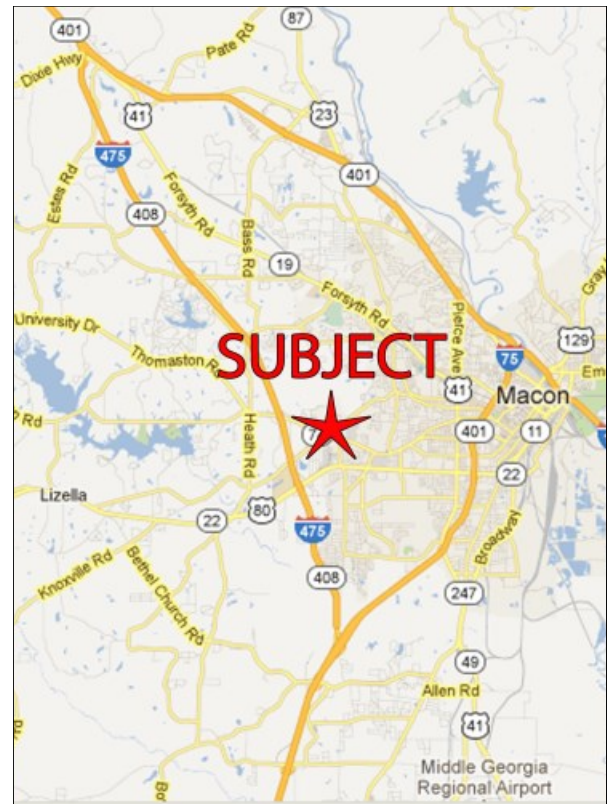 401
87
Pate Rd
Dixie Hwy
41
23
475
401
Estes Rd
Forsyth Rd
408
Bass Rd
19
Forsyth Rd
University Dr
Pierce Ave
129
SUBJECT
75
Thomaston
41
Macon
Rd
Heath Rd
401
11
Lizella
22
80
22
475
Broadway
Knoxville Rd
Bethel Church Rd
408
247
49
Allen Rd
41
Middle Georgia
Regional Airport